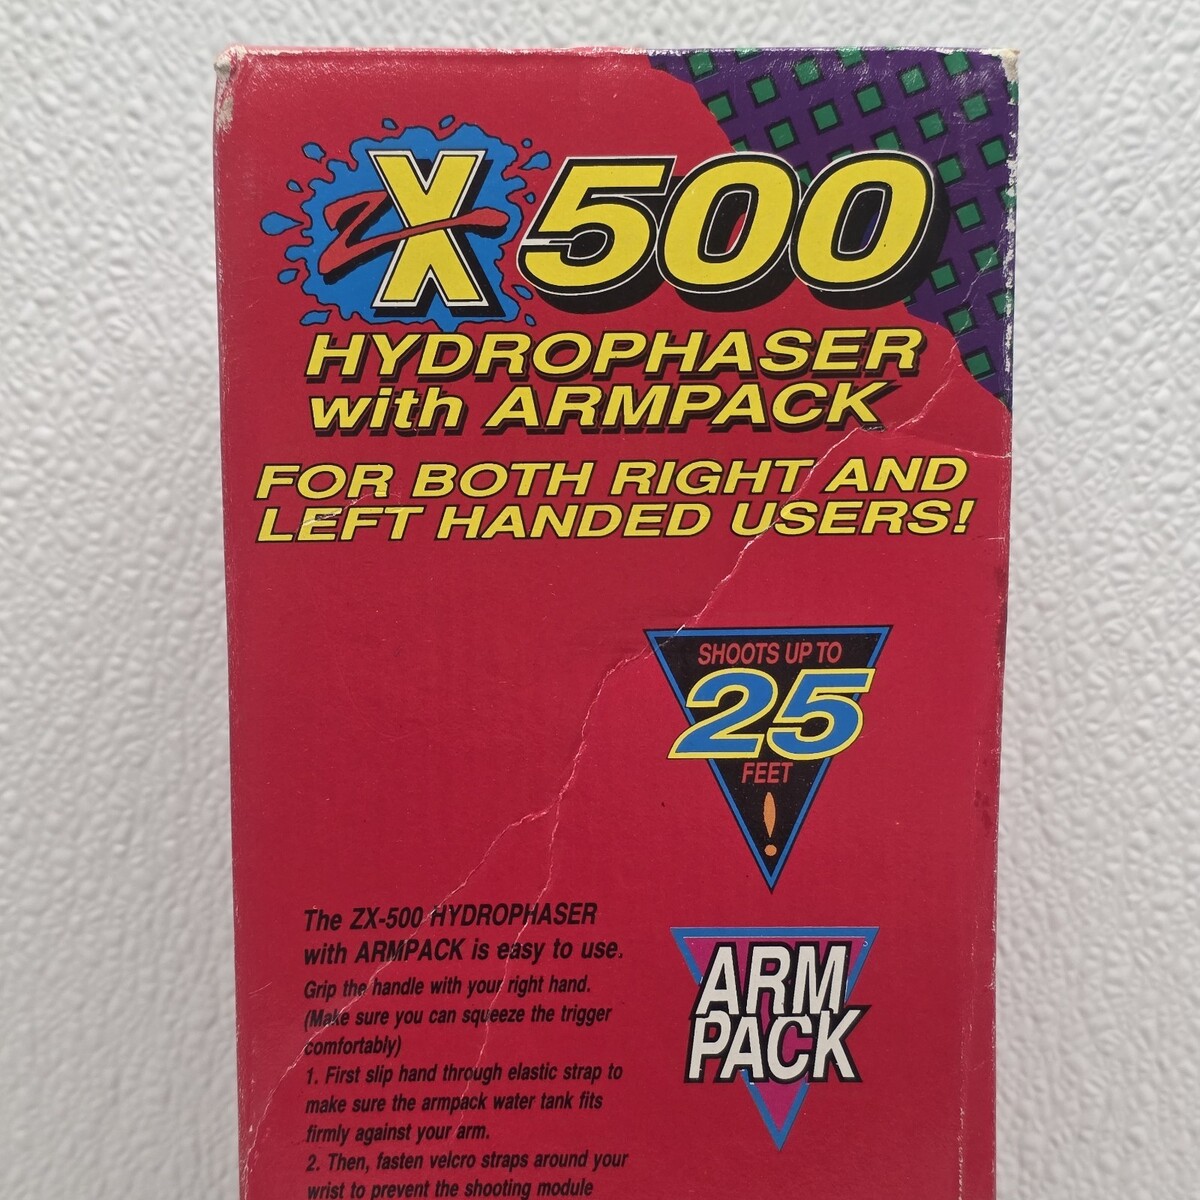 ZX-500
HYDROPHASER
with ARMPACK
FOR BOTH RIGHT AND
LEFT HANDED USERS!
SHOOTS UP TO
25
FEET
!
The ZX-500 HYDROPHASER
with ARMPACK is easy to use.
Grip the handle with your right hand.
(Make sure you can squeeze the trigger
comfortably)
1. First slip hand through elastic strap to
make sure the armpack water tank fits
firmly against your arm.
2. Then, fasten velcro straps around your
wrist to prevent the shooting module
ARM
PACK